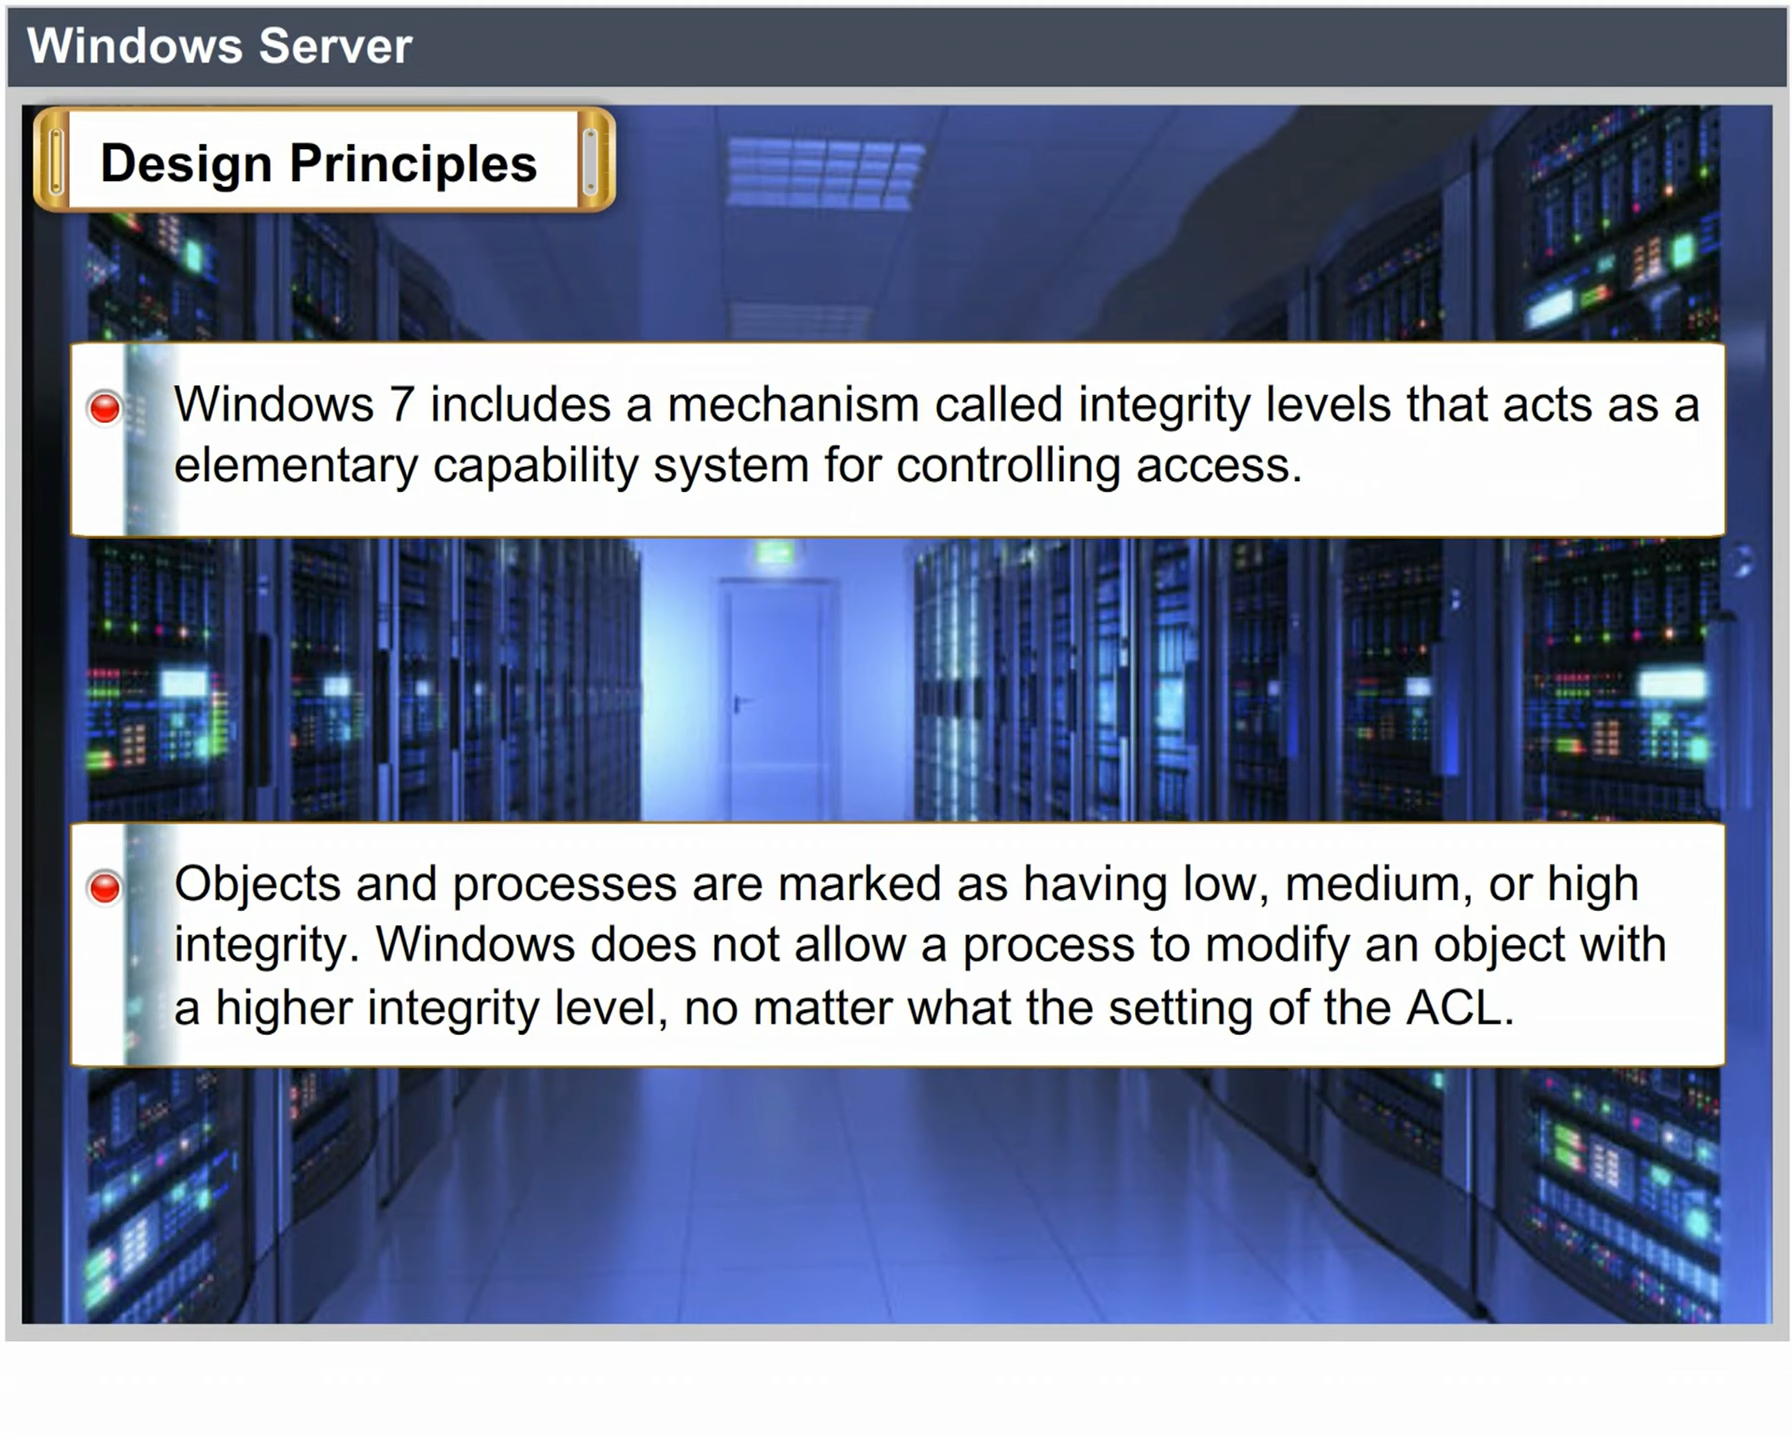 Windows Server
Design Principles
Windows 7 includes a mechanism called integrity levels that acts as a
elementary capability system for controlling access.
Objects and processes are marked as having low, medium, or high
integrity. Windows does not allow a process to modify an object with
a higher integrity level, no matter what the setting of the ACL.